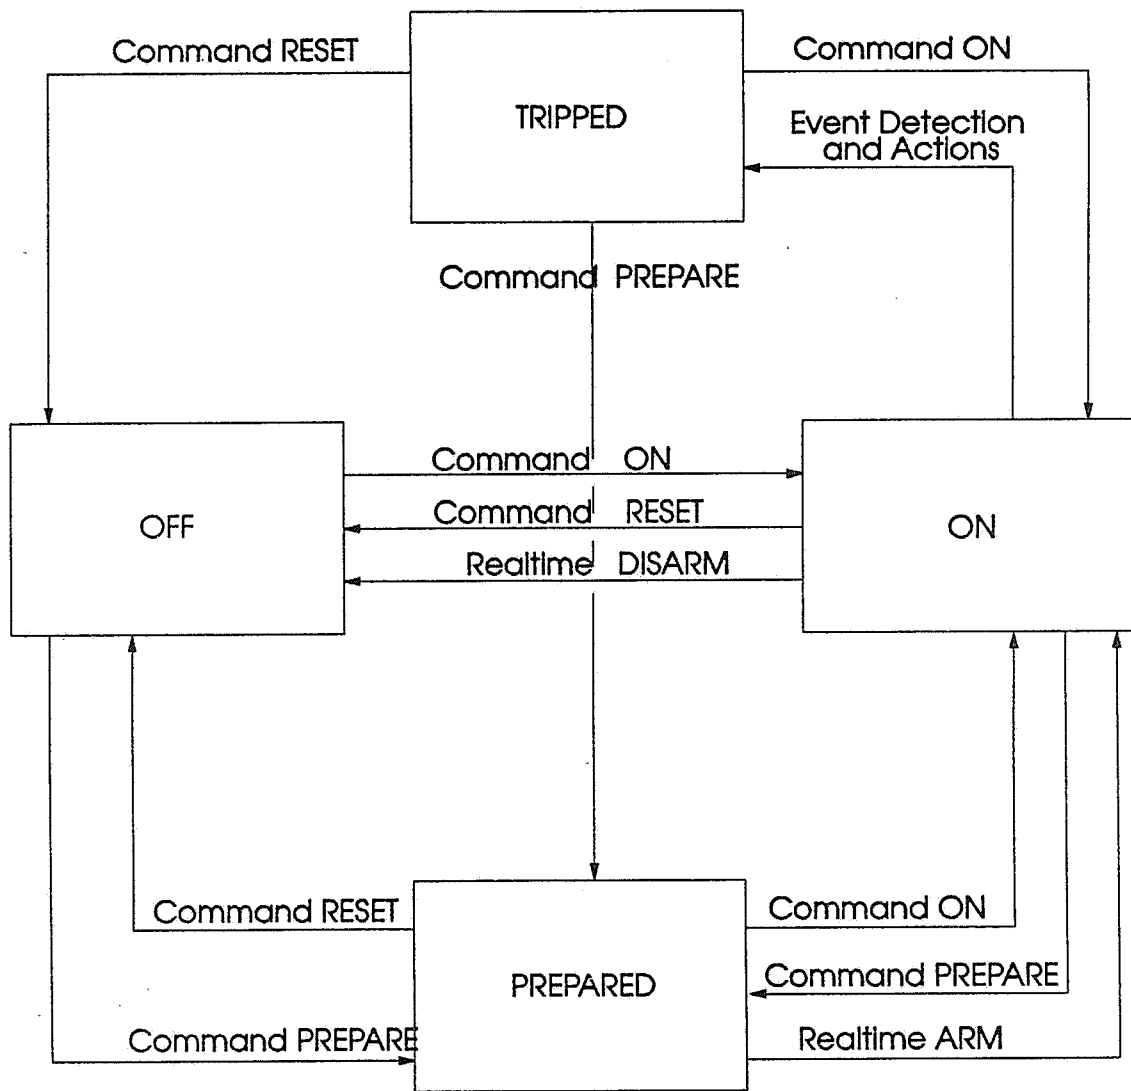 Command RESET
Command ON
TRIPPED
Event Detection
and Actions
Command PREPARE
Command ON
OFF
Command RESET
ON
Realtime DISARM
Command RESET
Command ON
PREPARED
Command PREPARE
Command PREPARE
Realtime ARM